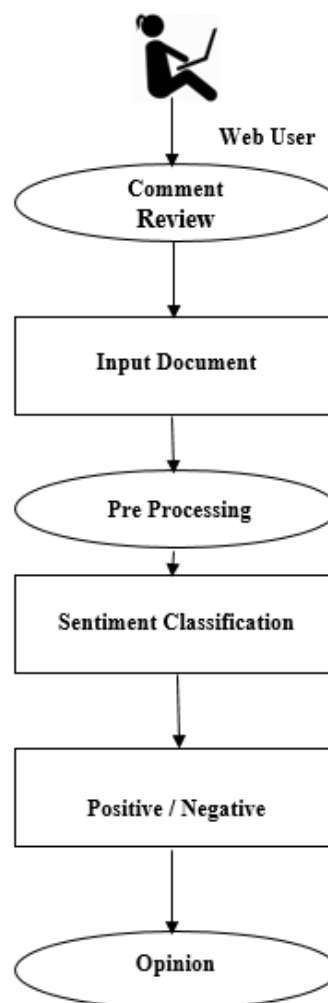 Web User
Comment
Review
Input Document
Pre Processing
Sentiment Classification
Positive / Negative
Opinion